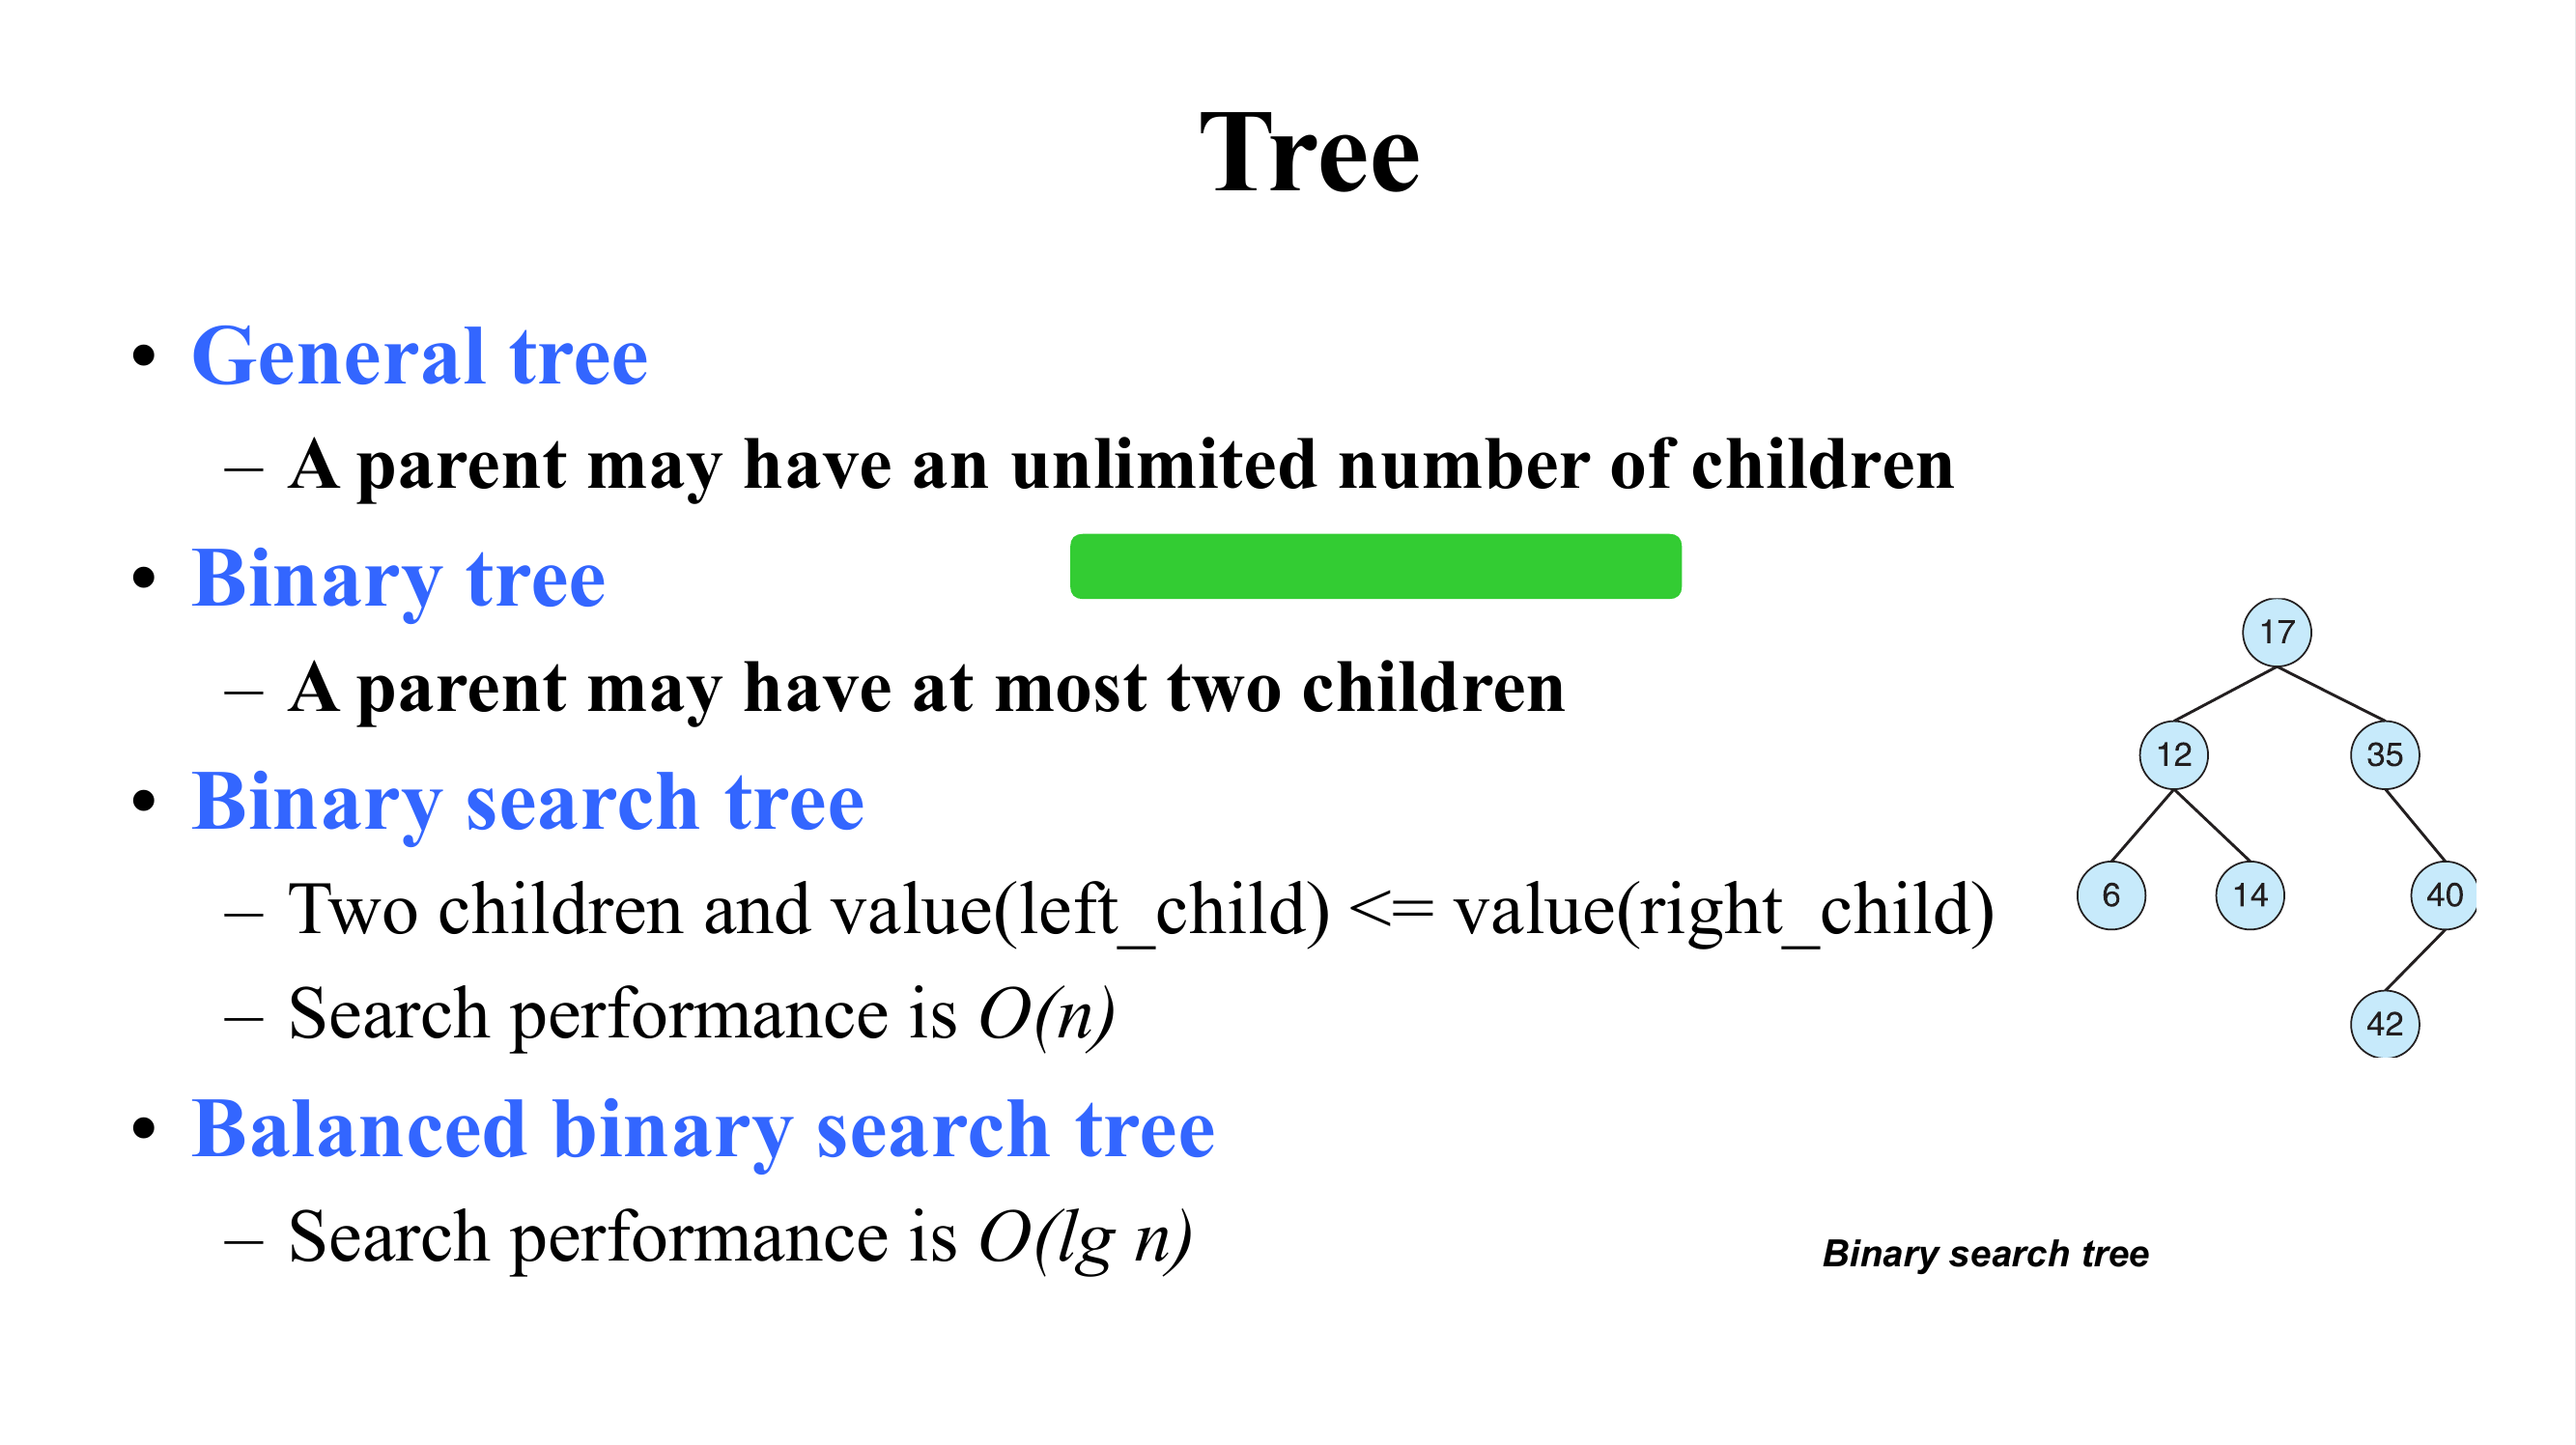 Tree
• General tree
– A parent may have an unlimited number of children
• Binary tree
– A parent may have at most two children
• Binary search tree
– Two children and value(left_child) <= value(right_child)
– Search performance is O(n)
• Balanced binary search tree
– Search performance is O(lg n)
17
12 35
6 14 40
42
Binary search tree